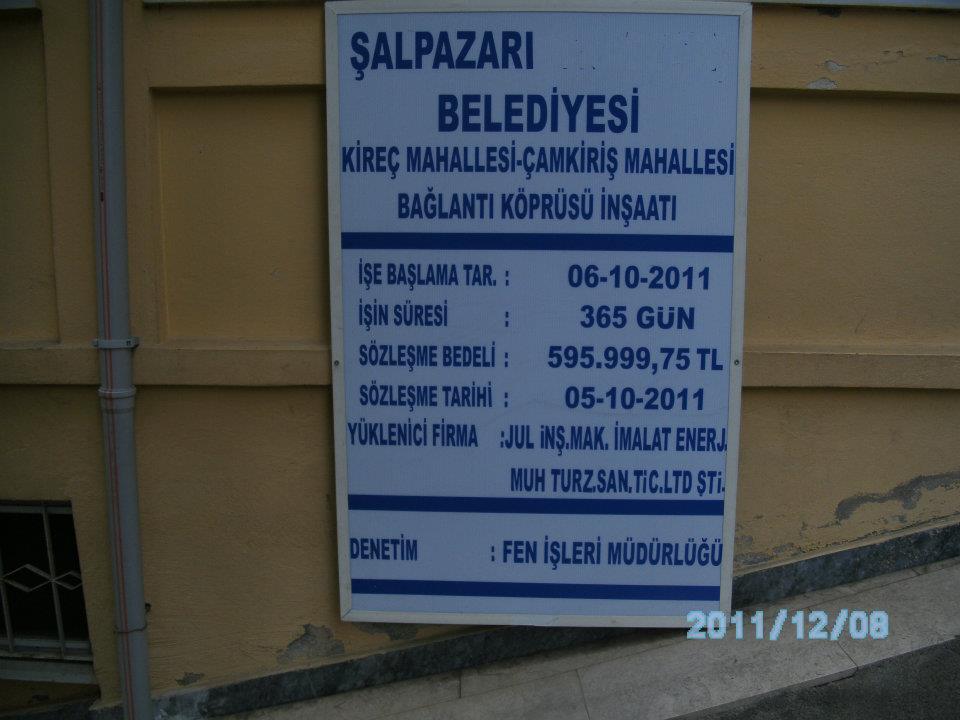 ŞALPAZARI
BELEDİYESİ
KİREÇ MAHALLESİ-ÇAMKİRİŞ MAHALLESİ
BAĞLANTI KÖPRÜSÜ İNŞAATI
İŞE BAŞLAMA TAR. : 06-10-2011
İŞİN SÜRESİ : 365 GÜN
SÖZLEŞME BEDELİ : 595.999,75 TL
SÖZLEŞME TARİHİ : 05-10-2011
YÜKLENİCİ FİRMA :JUL iNŞ.MAK. İMALAT ENERJ.
MUH TURZ.SAN.TiC.LTD ŞTi.
DENETİM : FEN İŞLERİ MÜDÜRLÜĞÜ
2011/12/08